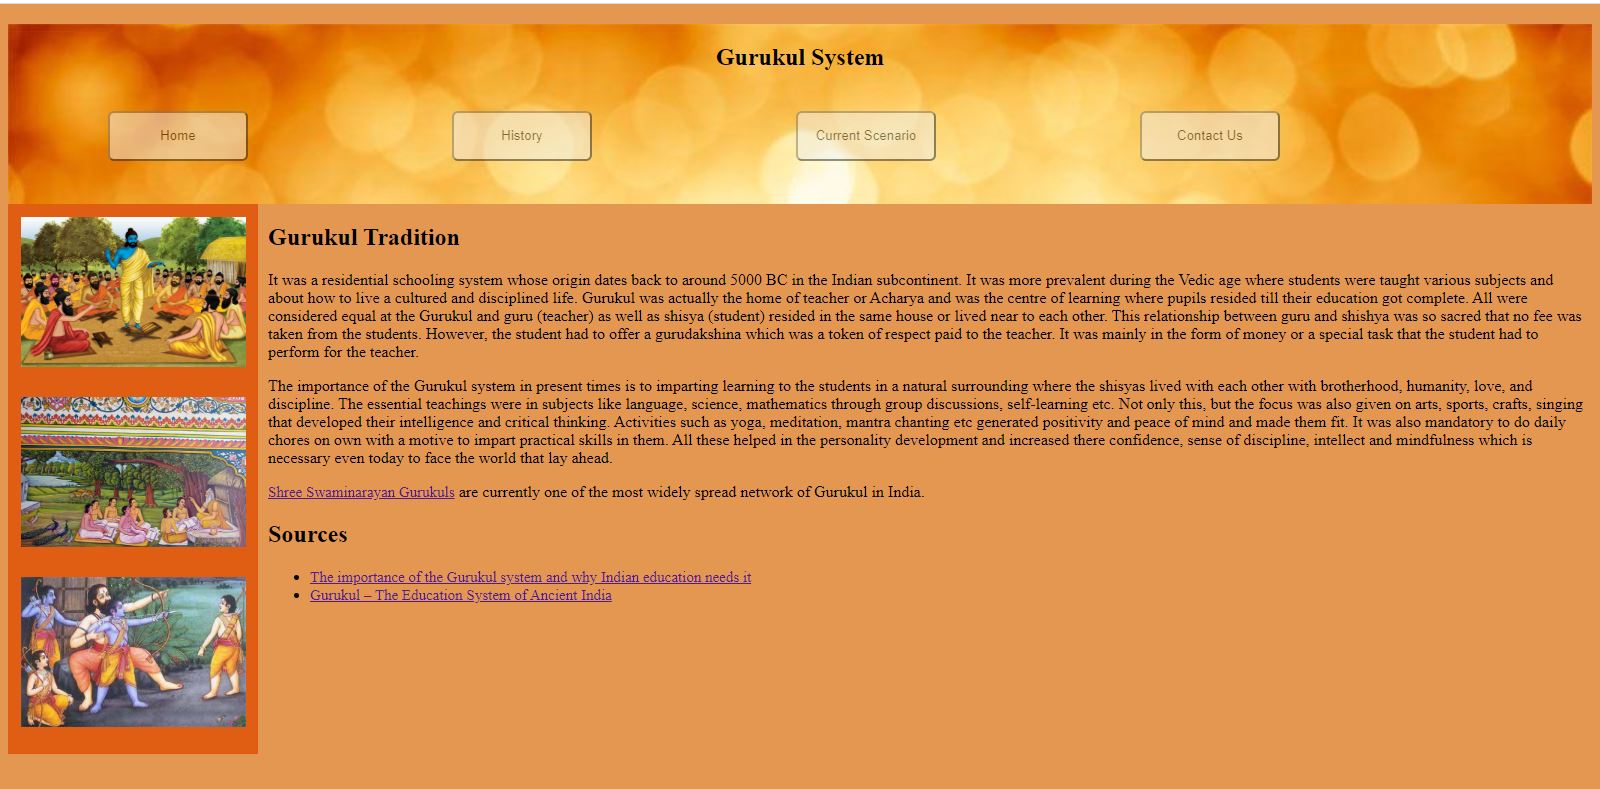 Gurukul System
Home
History
Current Scenario
Contact Us
Gurukul Tradition
It was a residential schooling system whose origin dates back to around 5000 BC in the Indian subcontinent. It was more prevalent during the Vedic age where students were taught various subjects and
about how to live a cultured and disciplined life. Gurukul was actually the home of teacher or Acharya and was the centre of learning where pupils resided till their education got complete. All were
considered equal at the Gurukul and guru (teacher) as well as shisya (student) resided in the same house or lived near to each other. This relationship between guru and shishya was so sacred that no fee was
taken from the students. However, the student had to offer a gurudakshina which was a token of respect paid to the teacher. It was mainly in the form of money or a special task that the student had to
perform for the teacher.
The importance of the Gurukul system in present times is to imparting learning to the students in a natural surrounding where the shisyas lived with each other with brotherhood, humanity, love, and
discipline. The essential teachings were in subjects like language, science, mathematics through group discussions, self-learning etc. Not only this, but the focus was also given on arts, sports, crafts, singing
that developed their intelligence and critical thinking. Activities such as yoga, meditation, mantra chanting etc generated positivity and peace of mind and made them fit. It was also mandatory to do daily
chores on own with a motive to impart practical skills in them. All these helped in the personality development and increased there confidence, sense of discipline, intellect and mindfulness which is
necessary even today to face the world that lay ahead.
Shree Swaminarayan Gurukuls are currently one of the most widely spread network of Gurukul in India.
Sources
• The importance of the Gurukul system and why Indian education needs it
• Gurukul – The Education System of Ancient India